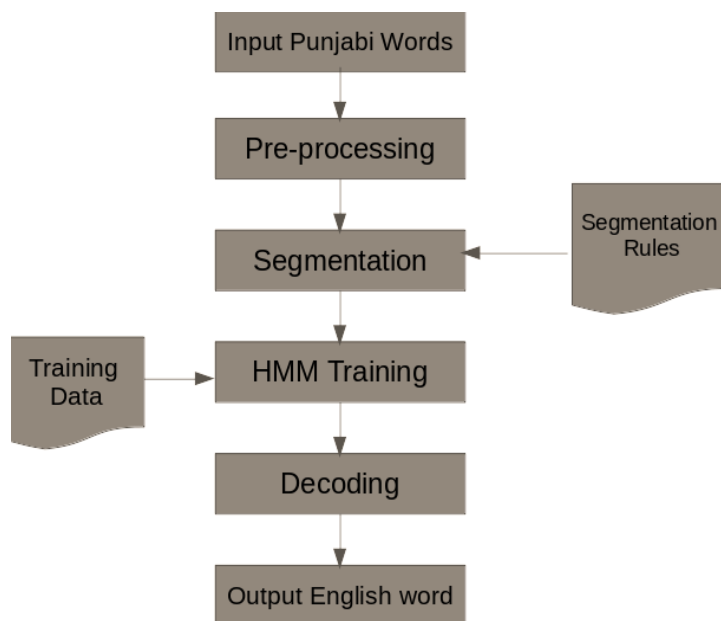 Input Punjabi Words
Pre-processing
Segmentation
Segmentation
Rules
HMM Training
Training
Data
Decoding
Output English word